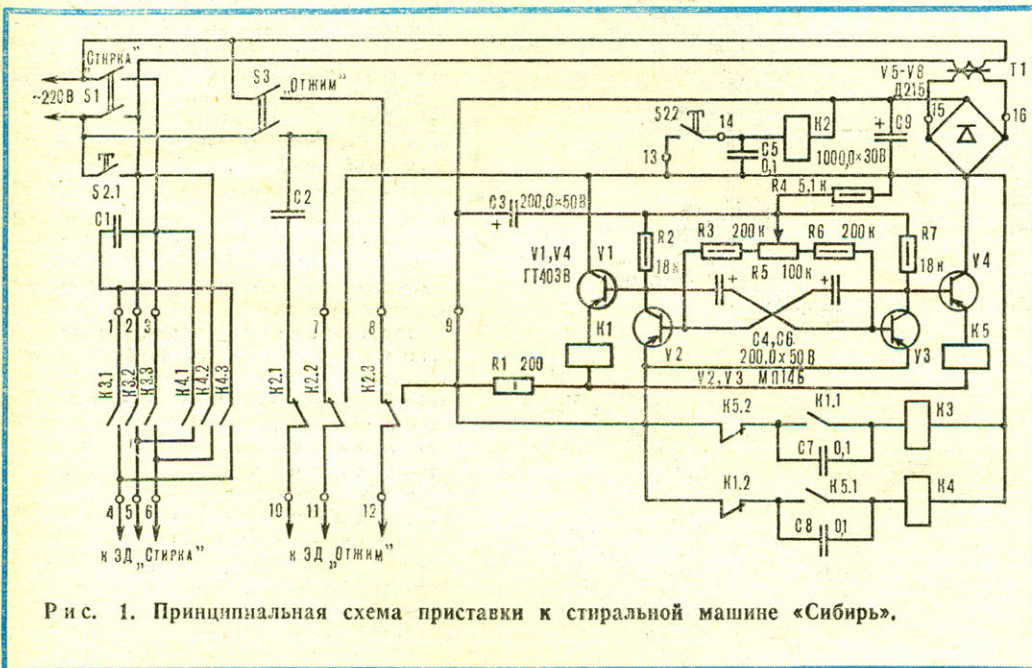 „Стирка"
~220В
S1
S3
„Отжим"
V5-V8
Д215
T1
S2.2
13
14
K2
C5
0,1
C9
1000,0×30В
15
16
R4
5,1к
S2.1
C1
C2
C3
200,0×50В
V1,V4
ГТ403В
V1
R2
18к
R3
200к
R5
100к
R6
200к
R7
18к
V4
K1
V2
C4,C6
200,0×50В
V2,V3 МП14Б
V3
K5
1
2
3
7
8
9
K3.1
K3.2
K3.3
K4.1
K4.2
K4.3
K2.1
K2.2
K2.3
R1
200
K5.2
K1.1
K3
C7
0,1
K1.2
K5.1
K4
C8
0,1
4
5
6
10
11
12
к ЭД „Стирка"
к ЭД „Отжим"
Рис. 1. Принципиальная схема приставки к стиральной машине «Сибирь».